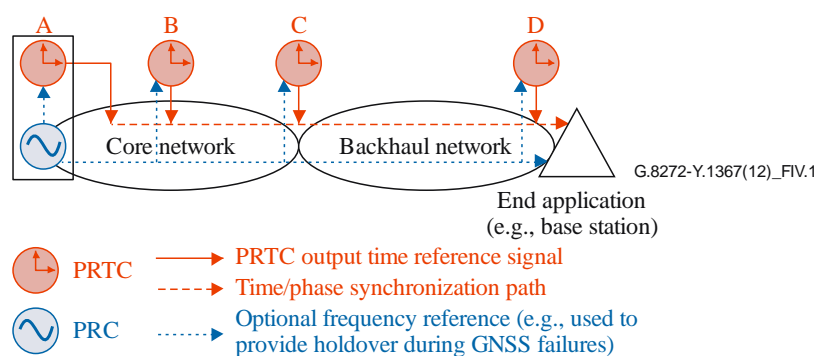 A
B
C
D
Core network
Backhaul network
G.8272-Y.1367(12)_FIV.1
End application
(e.g., base station)
PRTC
PRTC output time reference signal
Time/phase synchronization path
PRC
Optional frequency reference (e.g., used to
provide holdover during GNSS failures)